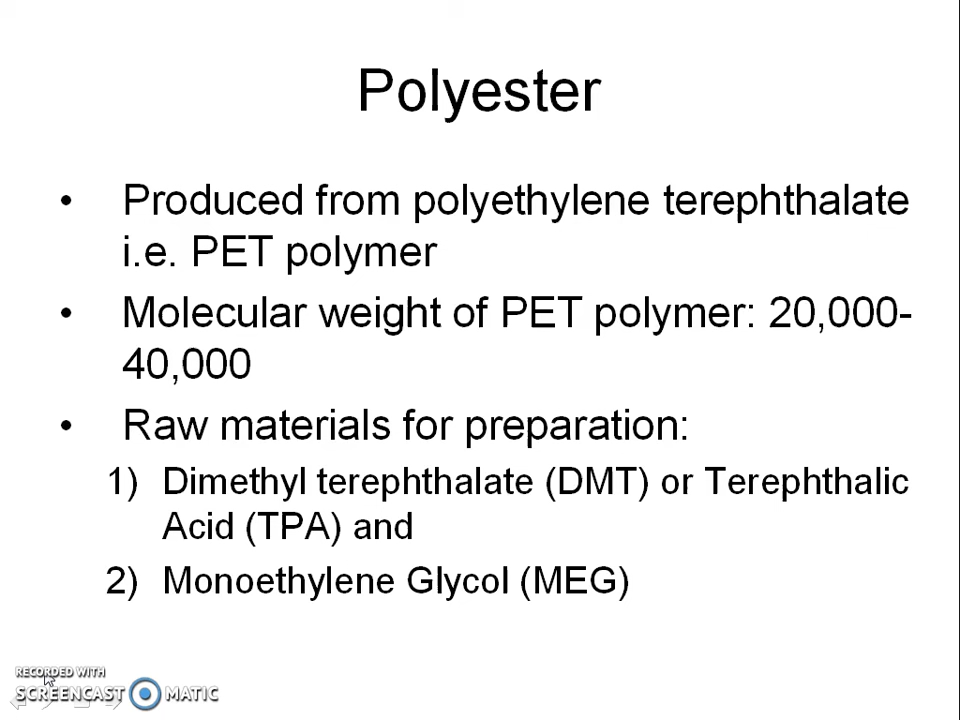 Polyester
• Produced from polyethylene terephthalate
i.e. PET polymer
• Molecular weight of PET polymer: 20,000-
40,000
• Raw materials for preparation:
1) Dimethyl terephthalate (DMT) or Terephthalic
Acid (TPA) and
2) Monoethylene Glycol (MEG)
RECORDED WITH
SCREENCAST MATIC